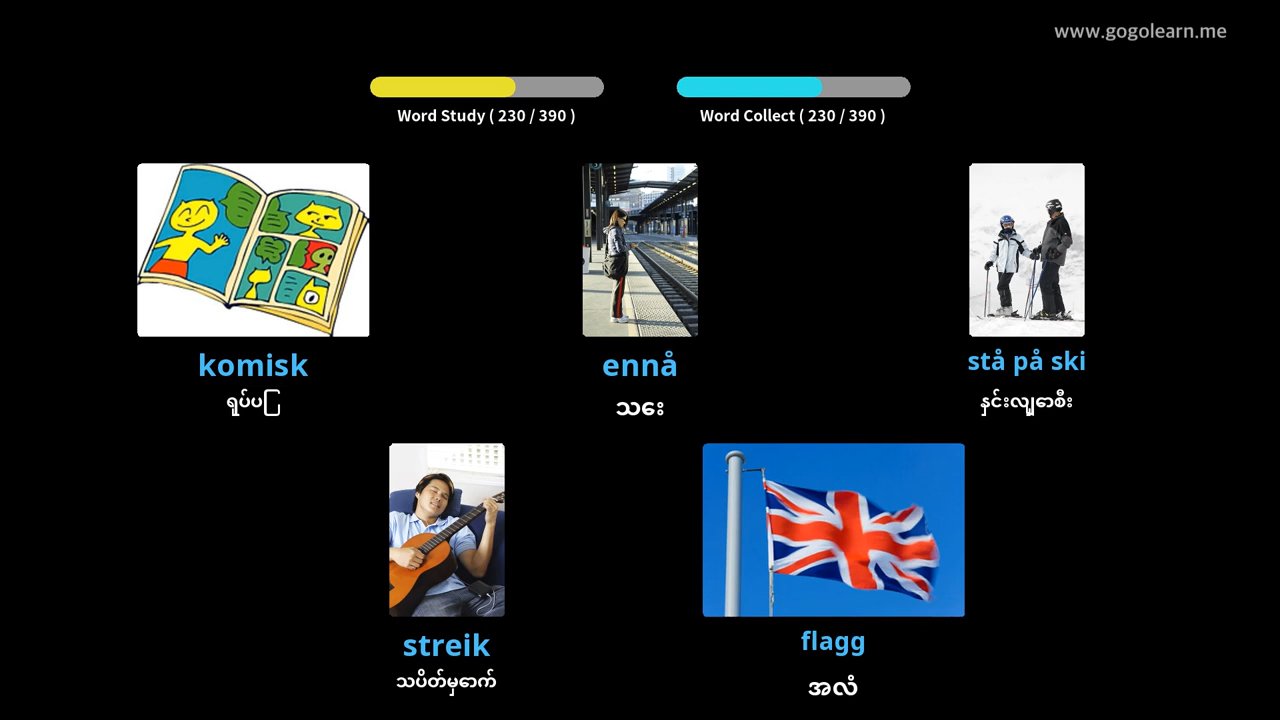 www.gogolearn.me
Word Study ( 230 / 390 )
Word Collect ( 230 / 390 )
komisk
ရုပ်ပြ
ennå
သေး
stå på ski
နှင်းလျှောစီး
streik
သပိတ်မှောက်
flagg
အလံ